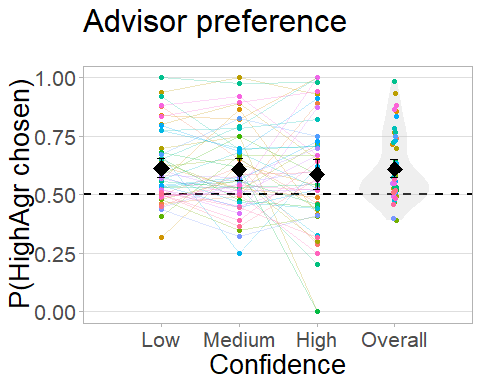 Advisor preference
P(HighAgr chosen)
1.00
0.75
0.50
0.25
0.00
Low Medium High Overall
Confidence